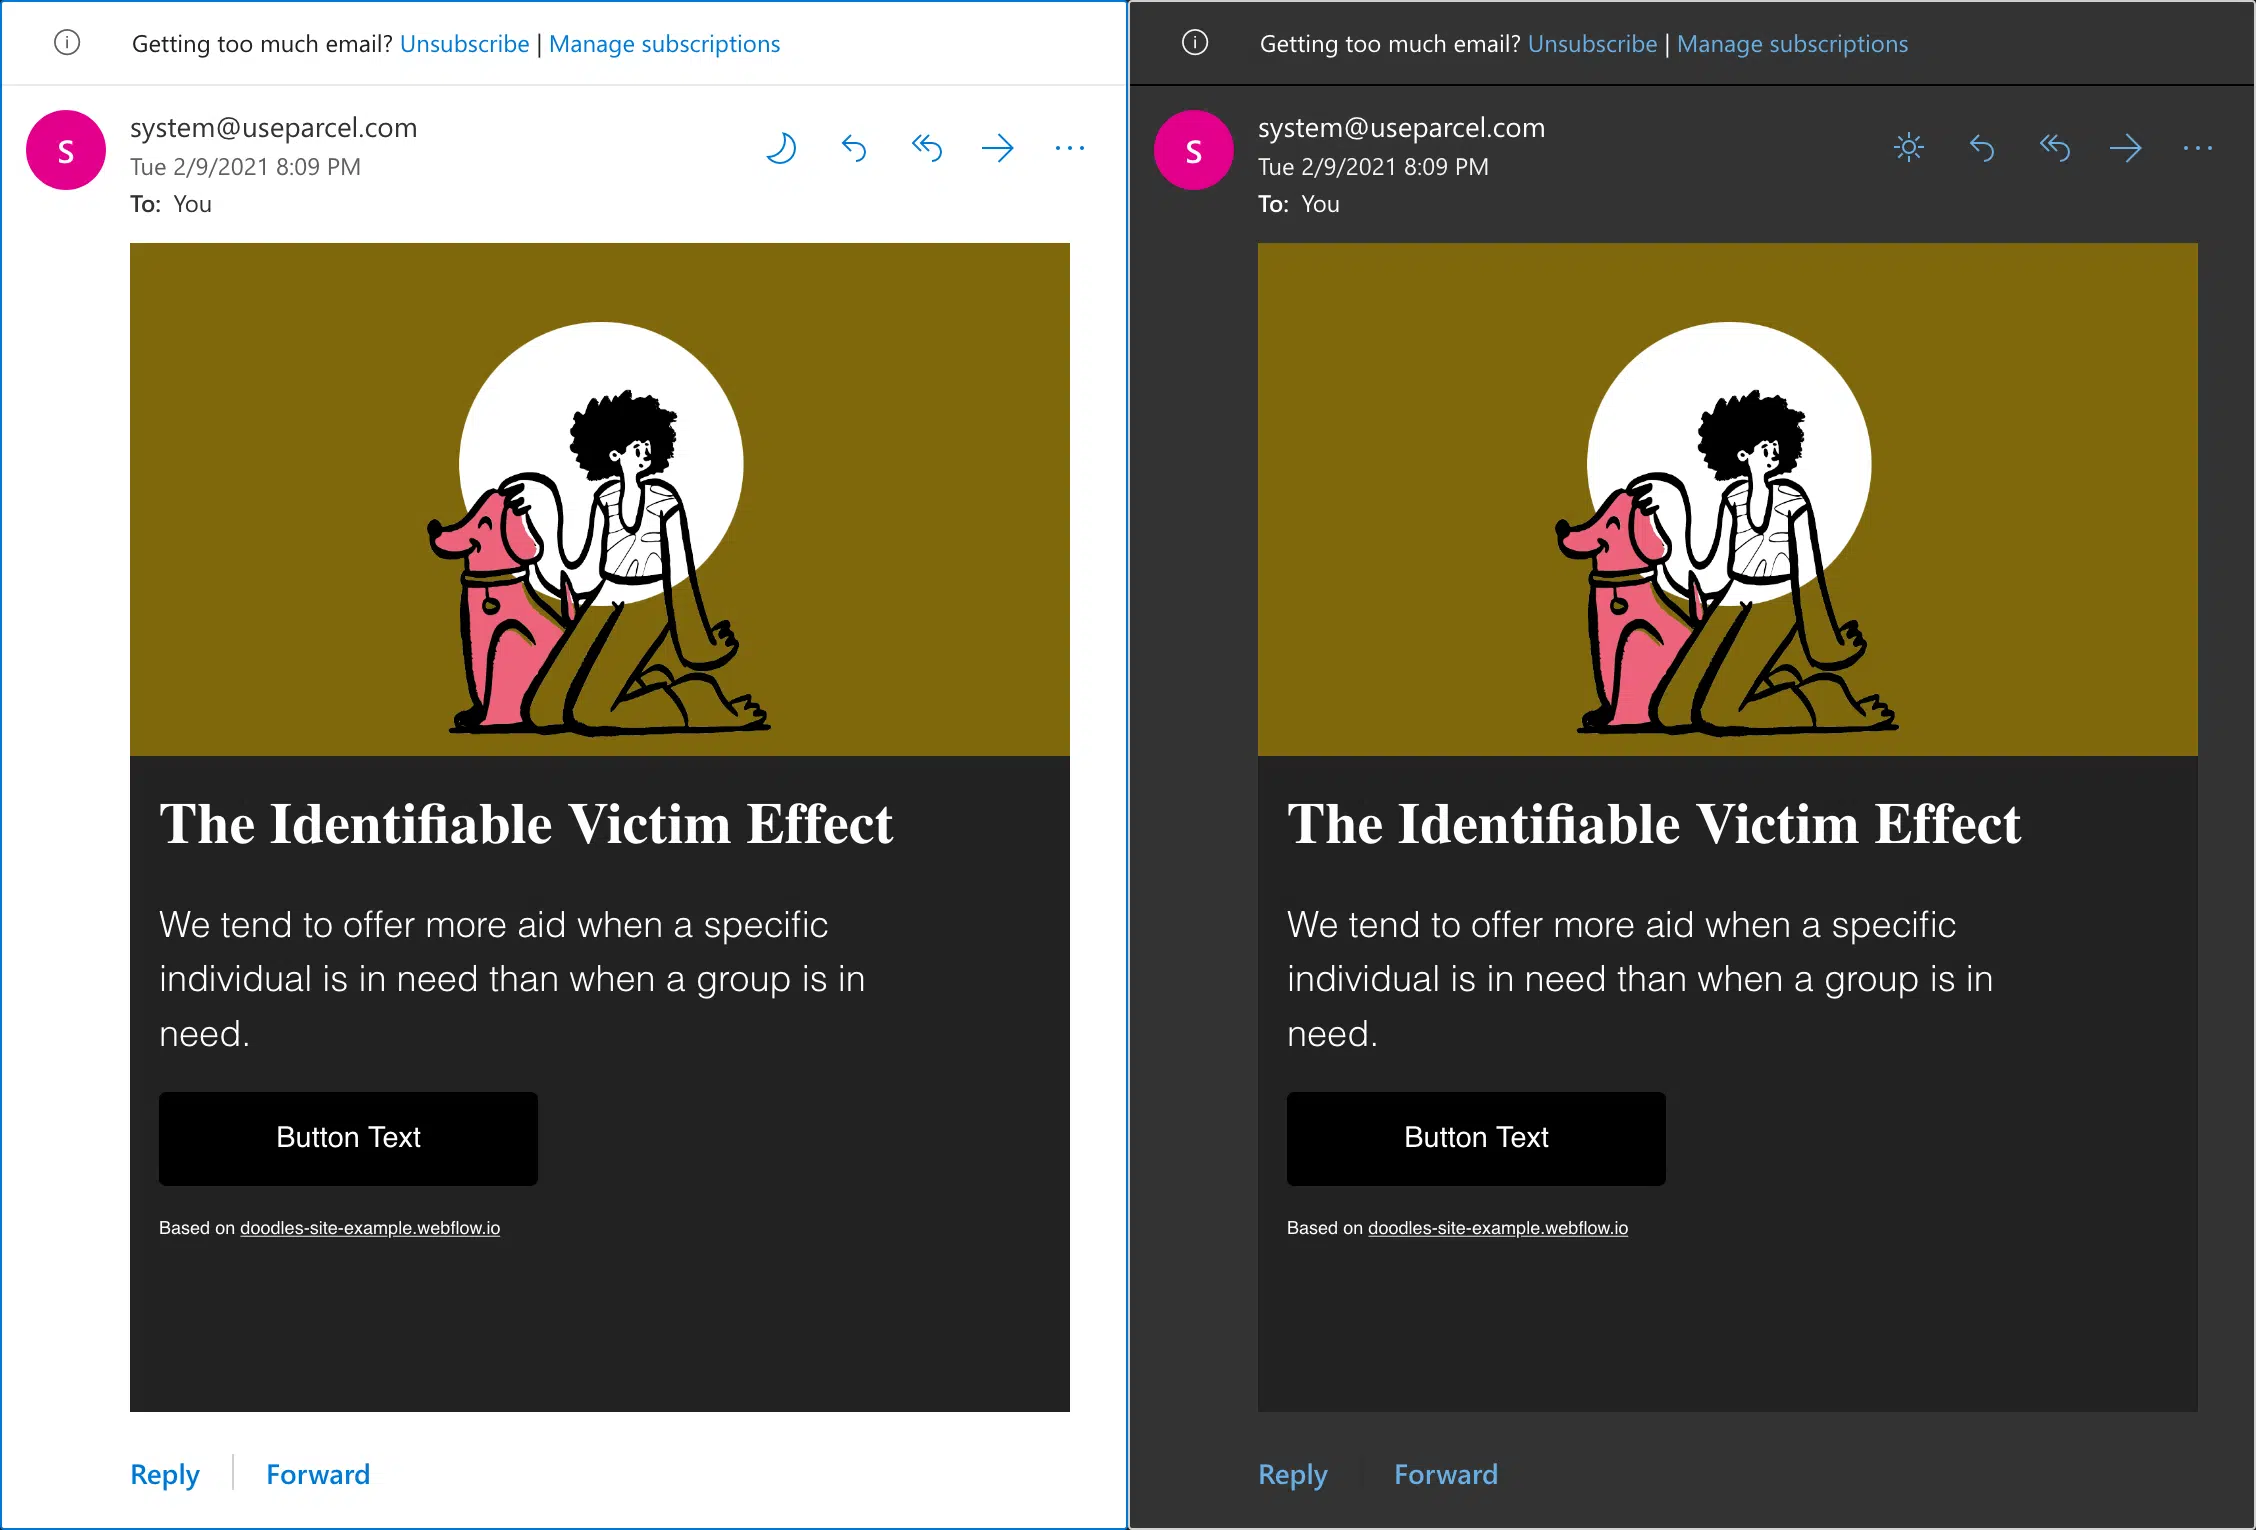 Getting too much email? Unsubscribe | Manage subscriptions
S
system@useparcel.com
Tue 2/9/2021 8:09 PM
To: You
The Identifiable Victim Effect
We tend to offer more aid when a specific
individual is in need than when a group is in
need.
Button Text
Based on doodles-site-example.webflow.io
Reply
Forward
Getting too much email? Unsubscribe | Manage subscriptions
S
system@useparcel.com
Tue 2/9/2021 8:09 PM
To: You
The Identifiable Victim Effect
We tend to offer more aid when a specific
individual is in need than when a group is in
need.
Button Text
Based on doodles-site-example.webflow.io
Reply
Forward